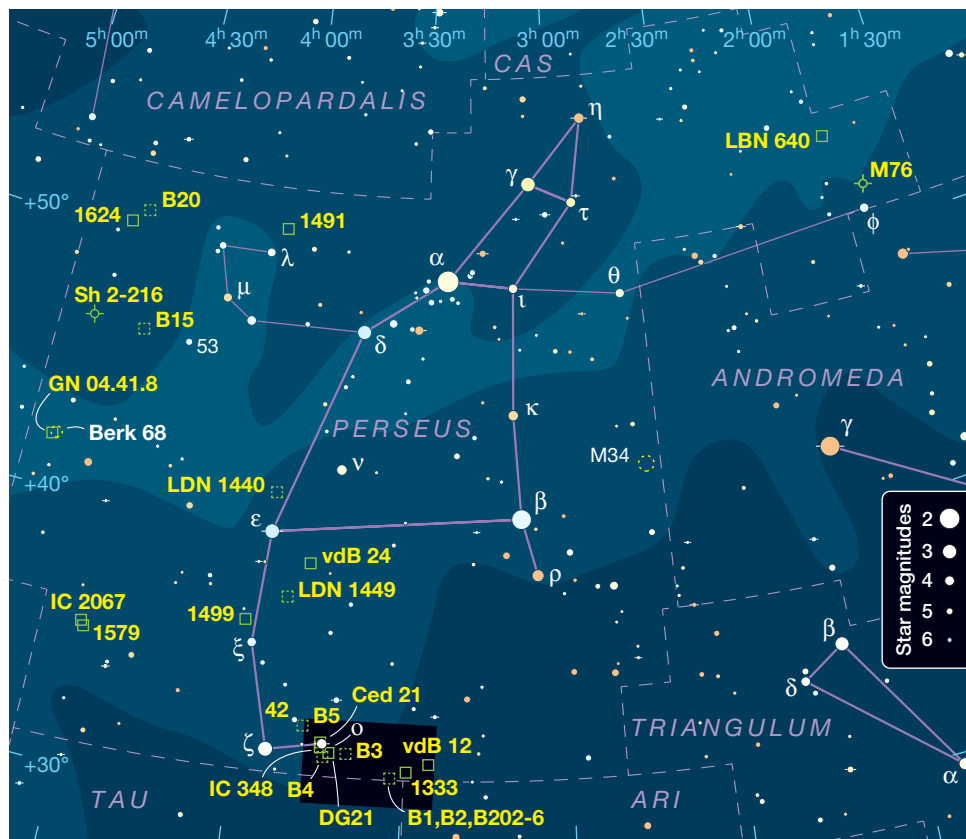 5h00m 4h30m 4h00m 3h30m 3h00m 2h30m 2h00m 1h30m
CAS
CAMELOPARDALIS
η
LBN 640
M76
γ
+50°
B20
1624
1491
τ
φ
λ
α
θ
μ
ι
Sh 2-216
B15
δ
53
GN 04.41.8
ANDROMEDA
κ
PERSEUS
γ
Berk 68
M34
ν
+40°
LDN 1440
β
ε
2
3
4
5
6
Star magnitudes
vdB 24
ρ
LDN 1449
IC 2067
1499
1579
β
ξ
δ
Ced 21
42
B5
ο
TRIANGULUM
ζ
B3
vdB 12
+30°
α
IC 348
B4
1333
TAU
DG21
B1,B2,B202-6
ARI